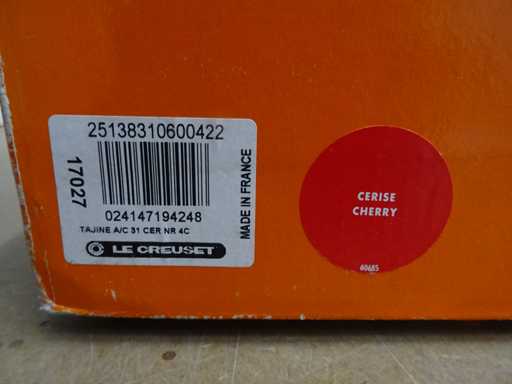 25138310600422
17027
024147194248
TAJINE A/C 31 CER NR 4C
LE CREUSET
MADE IN FRANCE
CERISE
CHERRY
60685